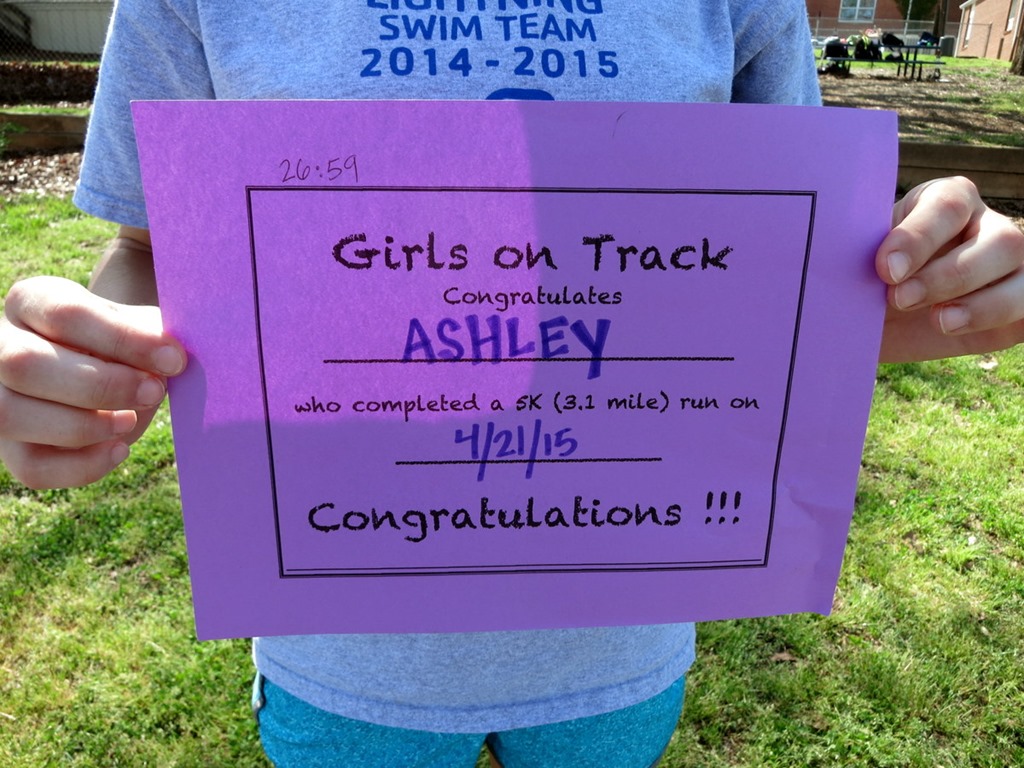 LIGHTNING
SWIM TEAM
2014 - 2015
26:59
Girls on Track
Congratulates
ASHLEY
who completed a 5K (3.1 mile) run on
4/21/15
Congratulations !!!